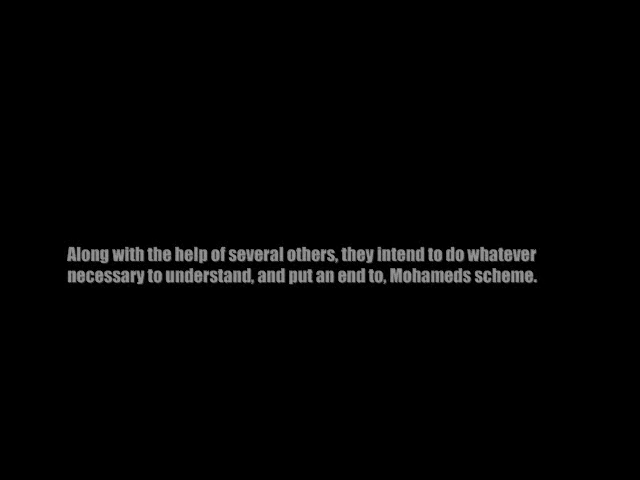 Along with the help of several others, they intend to do whatever
necessary to understand, and put an end to, Mohameds scheme.